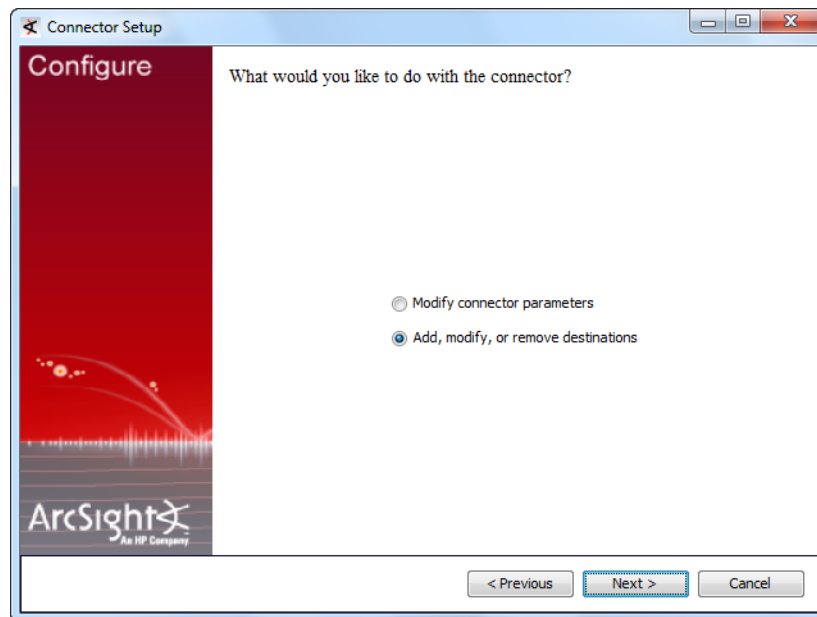 Connector Setup
Configure
What would you like to do with the connector?
Modify connector parameters
Add, modify, or remove destinations
ArcSight
An HP Company
< Previous
Next >
Cancel